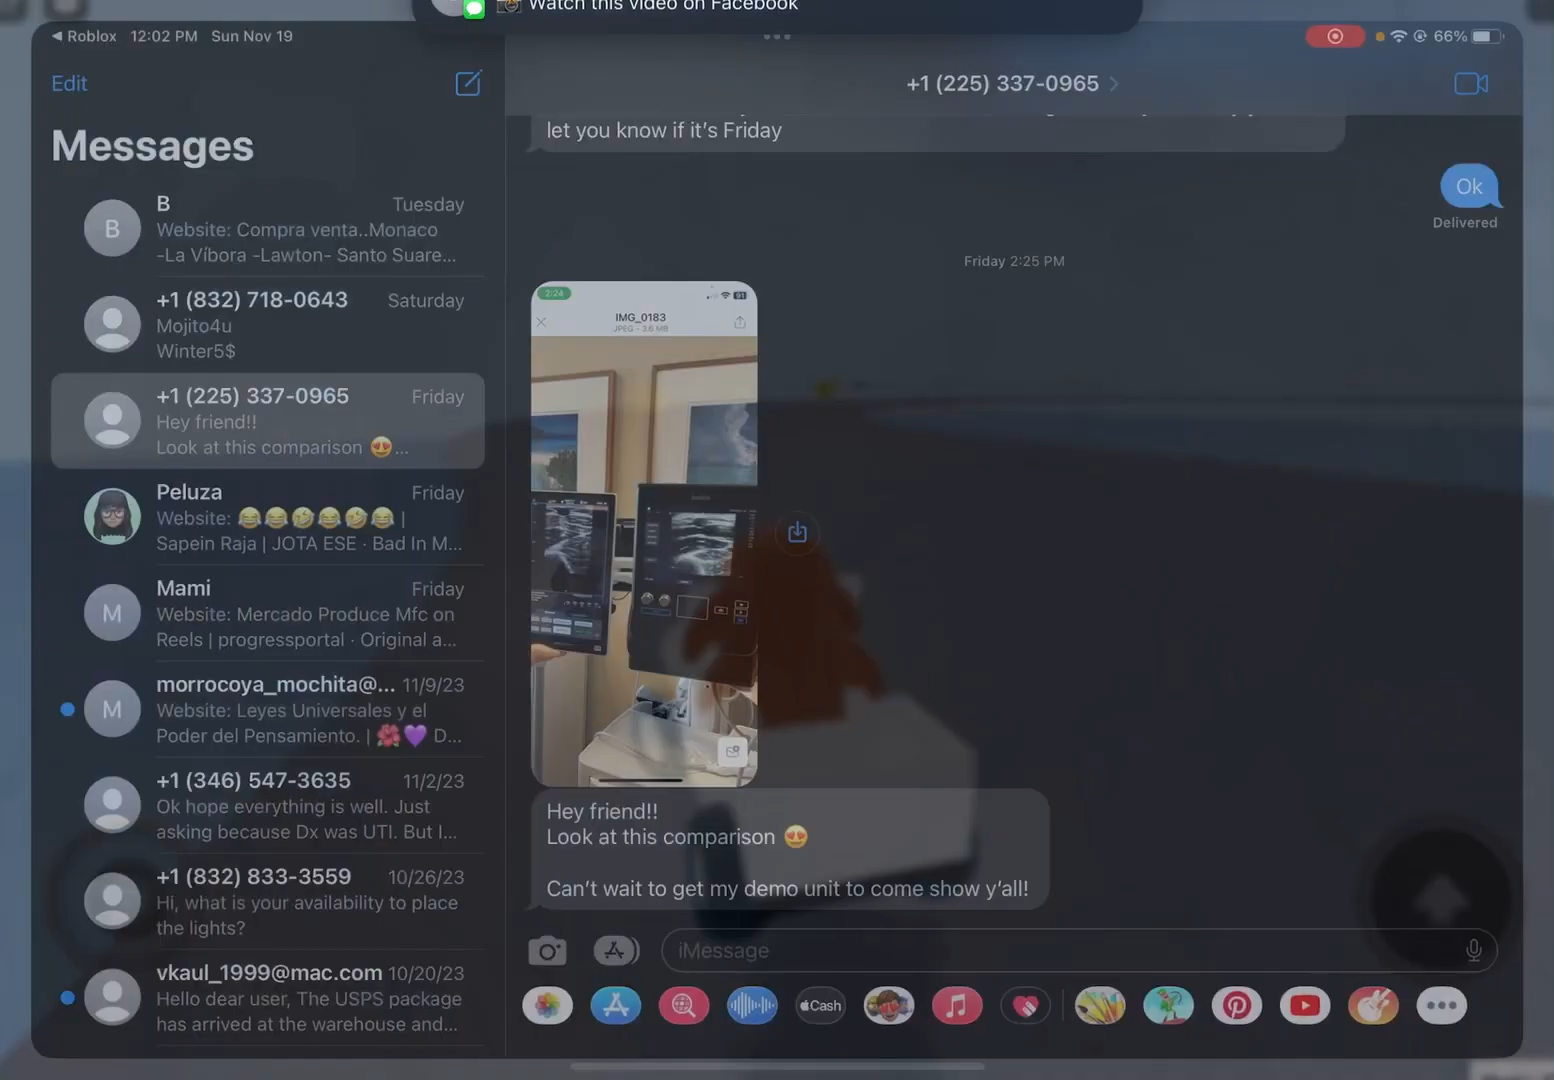 Watch this video on Facebook
Roblox 12:02 PM Sun Nov 19
66%
Edit
Messages
B Tuesday
Website: Compra venta..Monaco
-La Víbora -Lawton- Santo Suare...
+1 (832) 718-0643 Saturday
Mojito4u
Winter5$
+1 (225) 337-0965 Friday
Hey friend!!
Look at this comparison 😍...
Peluza Friday
Website: 😂😂🤣😂🤣😂 |
Sapein Raja | JOTA ESE · Bad In M...
M
Mami Friday
Website: Mercado Produce Mfc on
Reels | progressportal · Original a...
M
morrocoya_mochita@... 11/9/23
Website: Leyes Universales y el
Poder del Pensamiento. | 🌺💜 D...
+1 (346) 547-3635 11/2/23
Ok hope everything is well. Just
asking because Dx was UTI. But I...
+1 (832) 833-3559 10/26/23
Hi, what is your availability to place
the lights?
vkaul_1999@mac.com 10/20/23
Hello dear user, The USPS package
has arrived at the warehouse and...
+1 (225) 337-0965
let you know if it's Friday
Ok
Delivered
Friday 2:25 PM
2:24
91
IMG_0183
JPEG - 3.6 MB
Hey friend!!
Look at this comparison 😍
Can't wait to get my demo unit to come show y'all!
iMessage
Cash